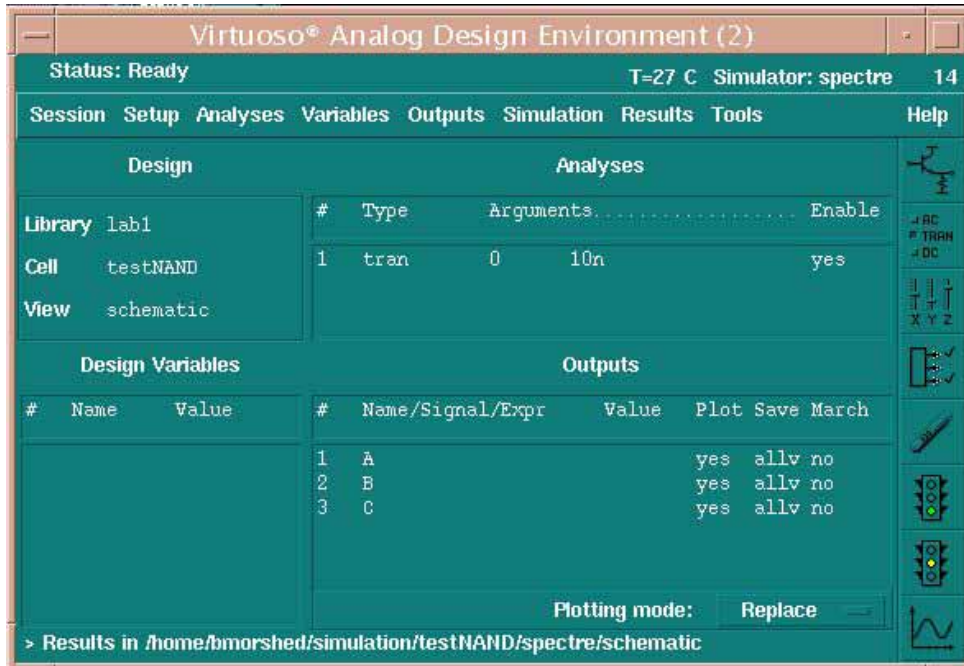 Virtuoso® Analog Design Environment (2)
Status: Ready T=27 C Simulator: spectre 14
Session Setup Analyses Variables Outputs Simulation Results Tools Help
Design
Library lab1
Cell testNAND
View schematic
Analyses
# Type Arguments................... Enable
1 tran 0 10n yes
Design Variables
# Name Value
Outputs
# Name/Signal/Expr Value Plot Save March
1 A yes allv no
2 B yes allv no
3 C yes allv no
Plotting mode: Replace
AC
TRAN
DC
X Y Z
> Results in /home/bmorshed/simulation/testNAND/spectre/schematic